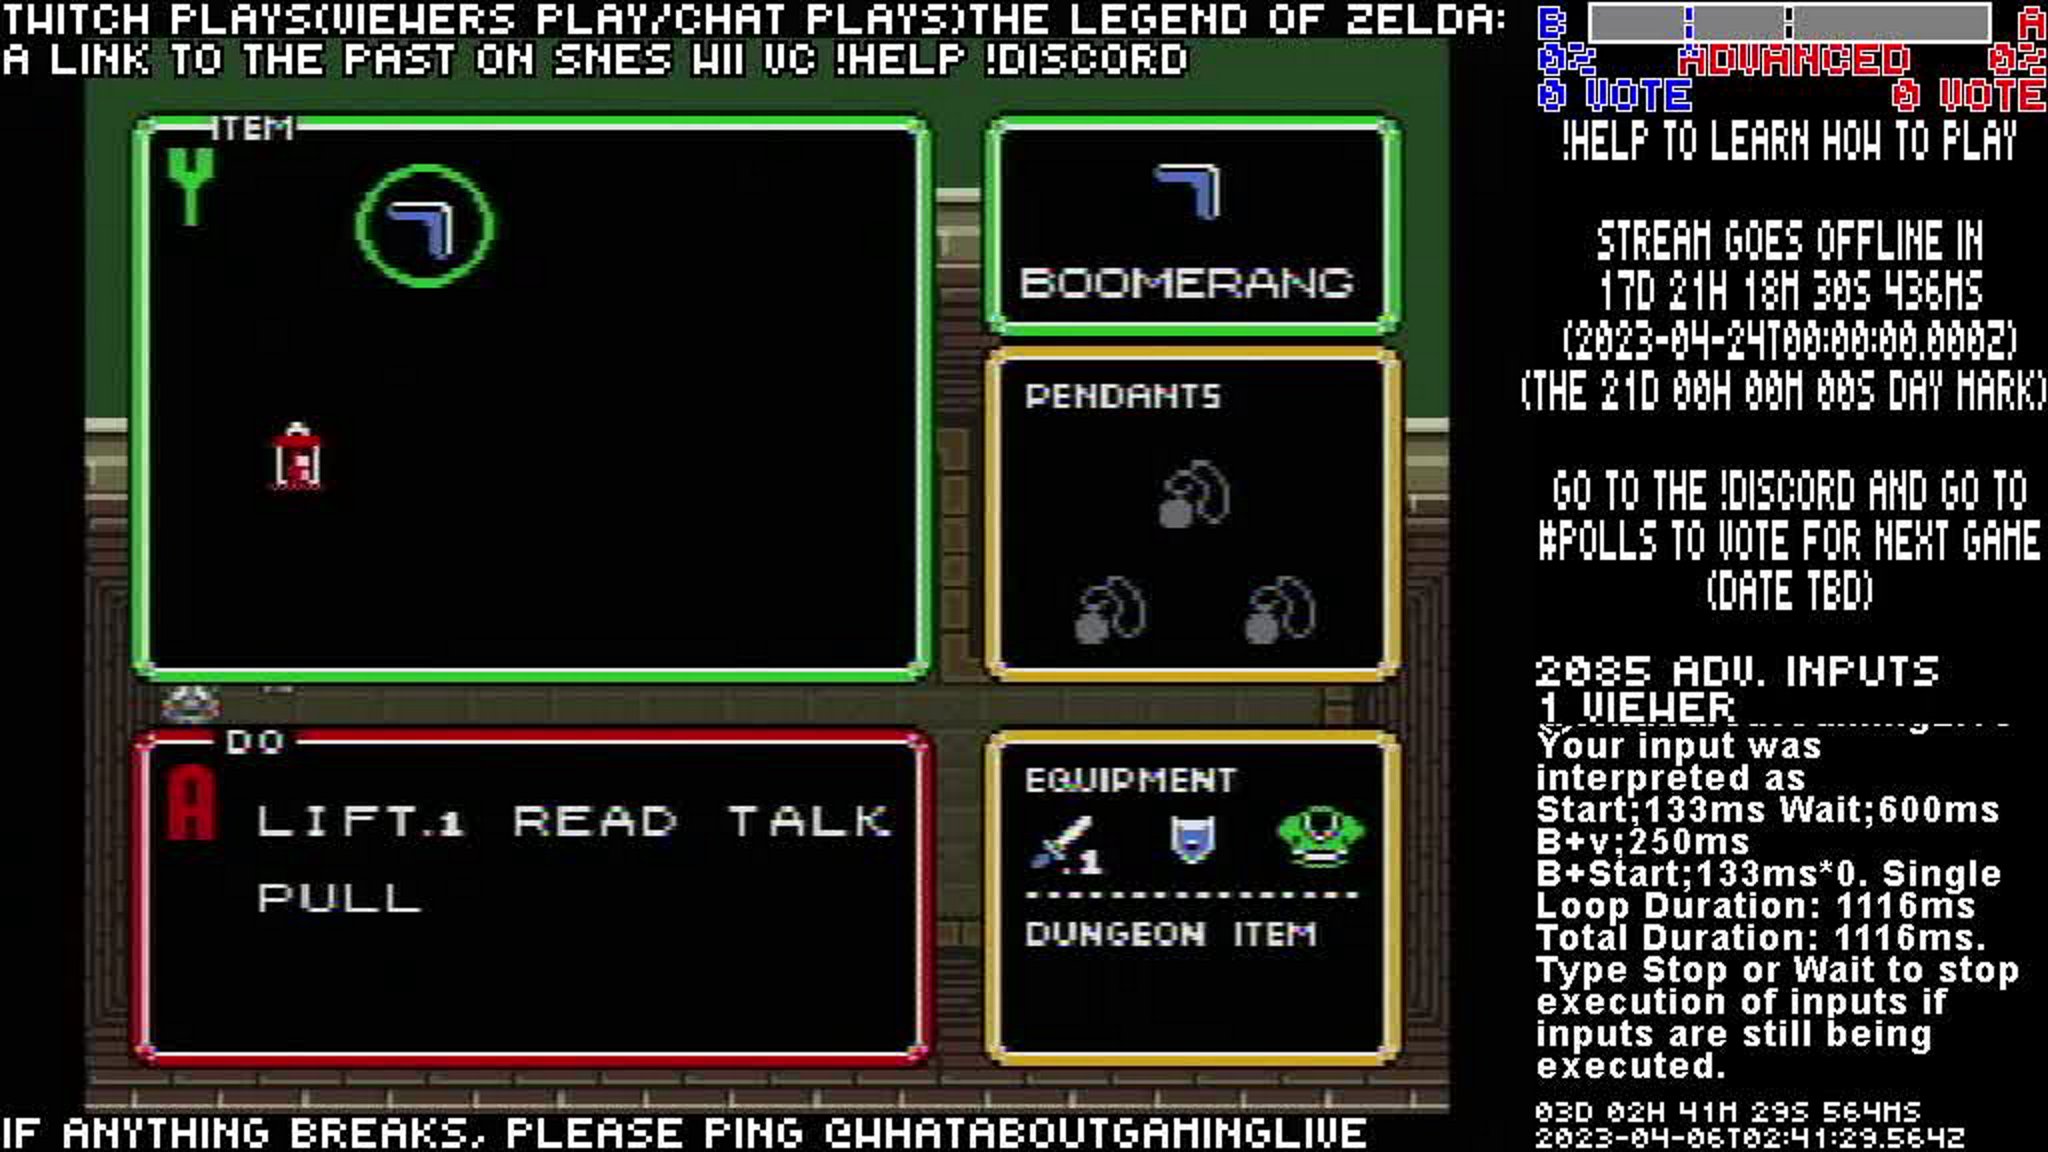 TWITCH PLAYS(VIEWERS PLAY/CHAT PLAYS)THE LEGEND OF ZELDA:
A LINK TO THE PAST ON SNES WII VC !HELP !DISCORD
B A
0% ADVANCED 0%
0 VOTE 0 VOTE
!HELP TO LEARN HOW TO PLAY
STREAM GOES OFFLINE IN
17D 21H 18M 30S 436MS
(2023-04-24T00:00:00.000Z)
(THE 21D 00H 00M 00S DAY MARK)
GO TO THE !DISCORD AND GO TO
#POLLS TO VOTE FOR NEXT GAME
(DATE TBD)
2085 ADV. INPUTS
1 VIEWER
Your input was
interpreted as
Start;133ms Wait;600ms
B+v;250ms
B+Start;133ms*0. Single
Loop Duration: 1116ms
Total Duration: 1116ms.
Type Stop or Wait to stop
execution of inputs if
inputs are still being
executed.
03D 02H 41M 29S 564MS
2023-04-06T02:41:29.564Z
ITEM
Y
BOOMERANG
PENDANTS
DO
A
LIFT.1 READ TALK
PULL
EQUIPMENT
.1
DUNGEON ITEM
IF ANYTHING BREAKS, PLEASE PING @WHATABOUTGAMINGLIVE